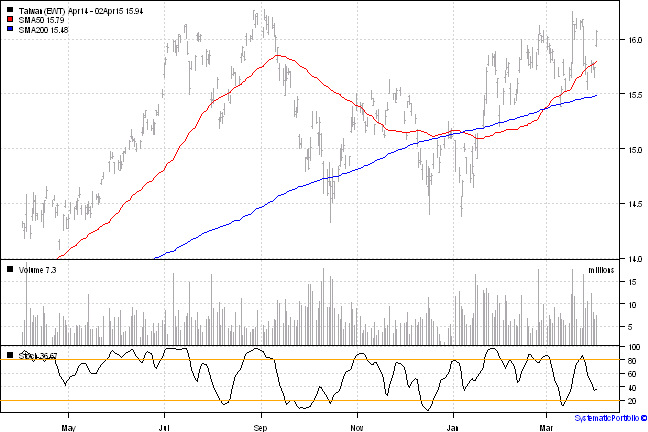 Taiwan (EWT) Apr14 - 02Apr15 15.94
SMA50 15.79
SMA200 15.48
16.0
15.5
15.0
14.5
14.0
Volume 7.3
millions
15
10
5
100
80
60
40
20
May
Jul
Sep
Nov
Jan
Mar
SystematicPortfolio ©